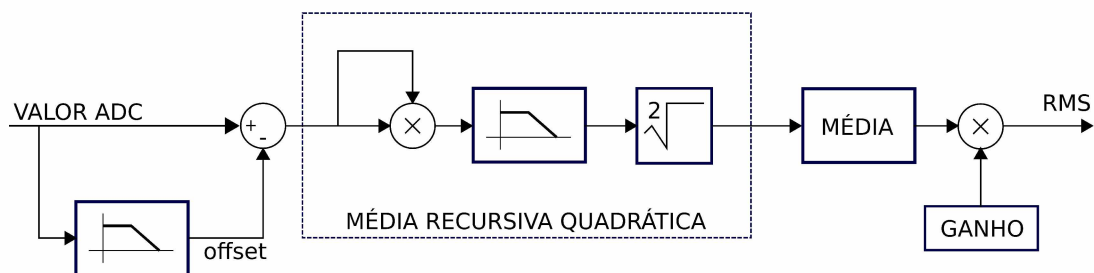 VALOR ADC
+
-
offset
×
2
MÉDIA RECURSIVA QUADRÁTICA
MÉDIA
×
RMS
GANHO